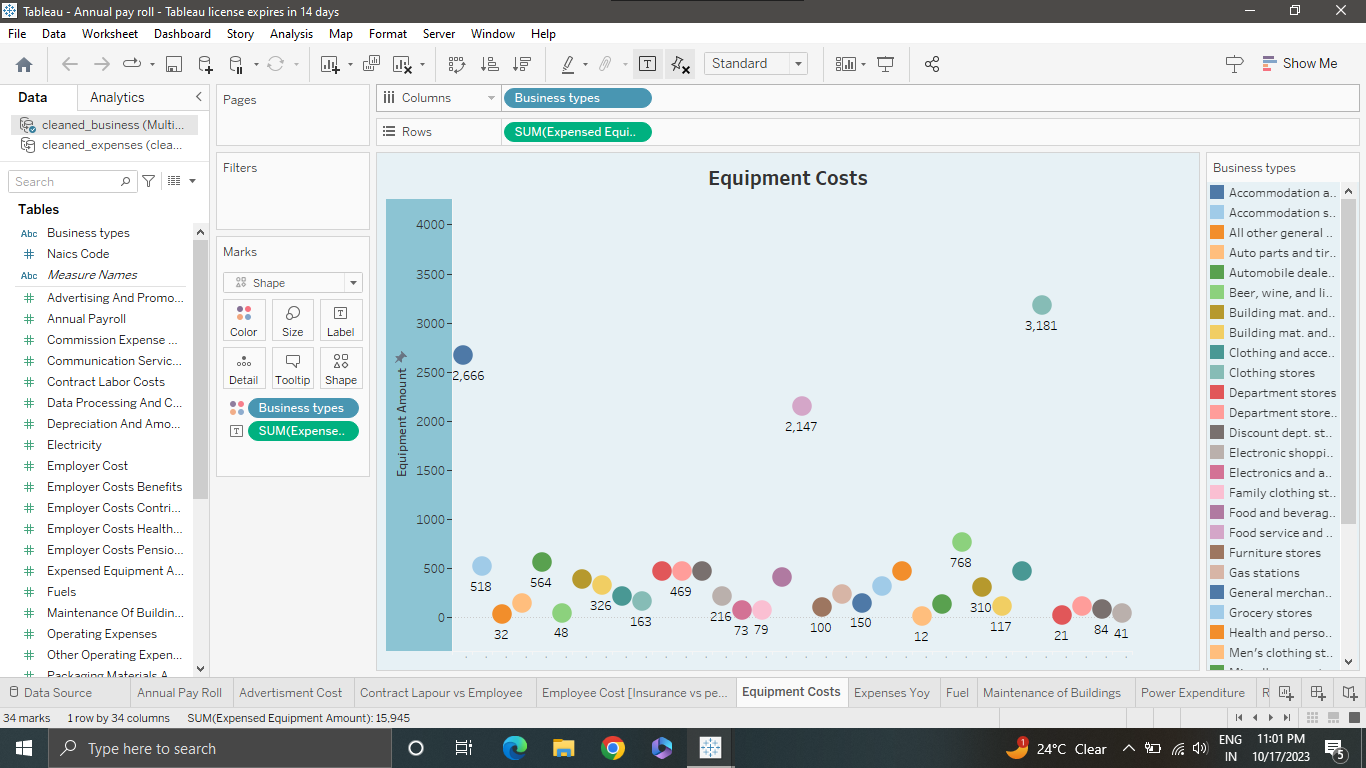 Tableau - Annual pay roll - Tableau license expires in 14 days
File Data Worksheet Dashboard Story Analysis Map Format Server Window Help
Standard
Show Me
Data Analytics
cleaned_business (Multi...
cleaned_expenses (clea...
Search
Tables
Abc Business types
# Naics Code
Abc Measure Names
# Advertising And Promo...
# Annual Payroll
# Commission Expense ...
# Communication Servic...
# Contract Labor Costs
# Data Processing And C...
# Depreciation And Amo...
# Electricity
# Employer Cost
# Employer Costs Benefits
# Employer Costs Contri...
# Employer Costs Health...
# Employer Costs Pensio...
# Expensed Equipment A...
# Fuels
# Maintenance Of Buildin...
# Operating Expenses
# Other Operating Expen...
# Packaging Materials A...
Pages
Filters
Marks
Shape
Color Size Label
Detail Tooltip Shape
Business types
SUM(Expense..
Columns Business types
Rows SUM(Expensed Equi..
Equipment Costs
Equipment Amount
4000
3500
3000
2500
2000
1500
1000
500
0
2,666
518
32
564
48
326
163
469
216
73
79
2,147
100
150
12
768
310
117
3,181
21
84
41
Business types
Accommodation a..
Accommodation s..
All other general ..
Auto parts and tir..
Automobile deale..
Beer, wine, and li..
Building mat. and..
Building mat. and..
Clothing and acce..
Clothing stores
Department stores
Department store..
Discount dept. st..
Electronic shoppi..
Electronics and a..
Family clothing st..
Food and beverag..
Food service and ..
Furniture stores
Gas stations
General merchan..
Grocery stores
Health and perso..
Men's clothing st..
Data Source Annual Pay Roll Advertisment Cost Contract Lapour vs Employee Employee Cost [Insurance vs pe... Equipment Costs Expenses Yoy Fuel Maintenance of Buildings Power Expenditure R
34 marks 1 row by 34 columns SUM(Expensed Equipment Amount): 15,945
Type here to search
1
24°C Clear
ENG
IN
11:01 PM
10/17/2023
5